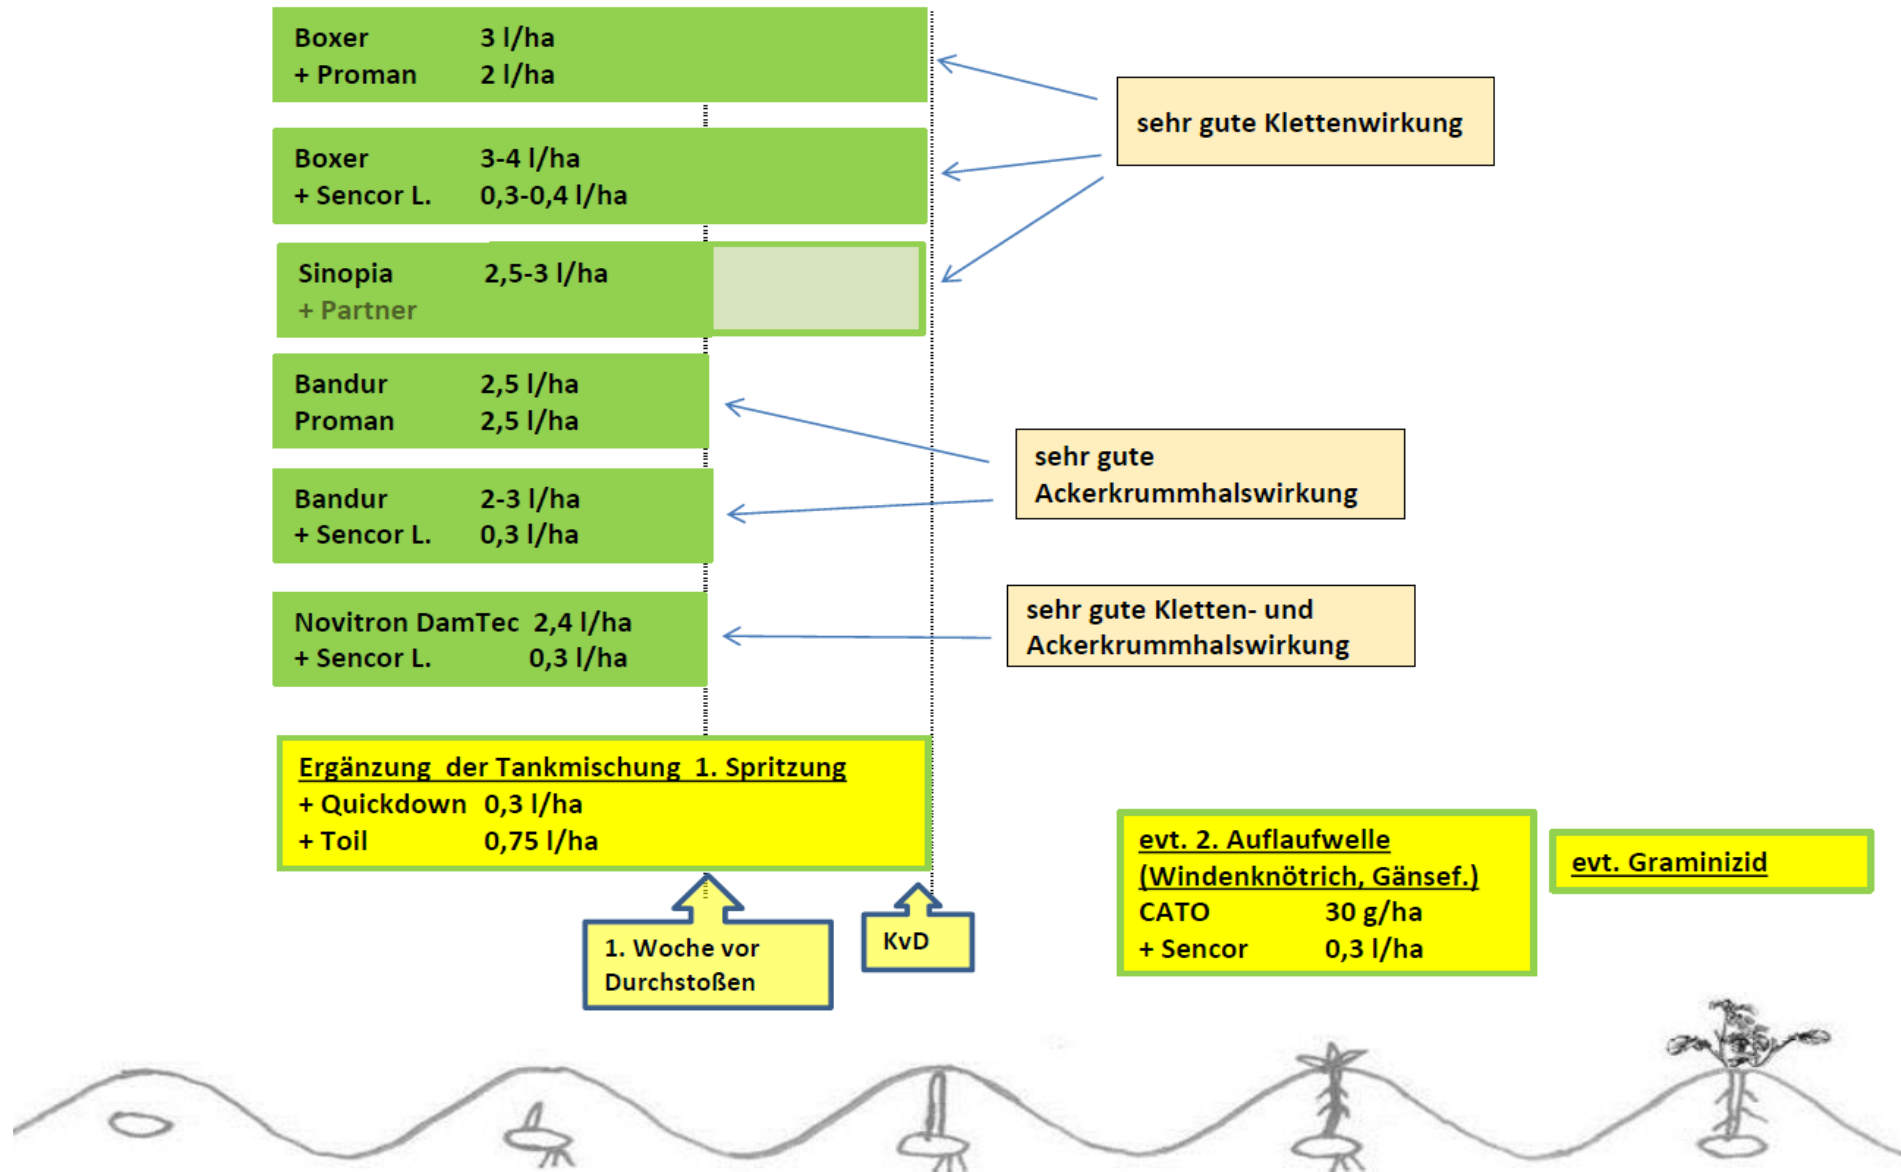 Boxer 3 l/ha
+ Proman 2 l/ha
sehr gute Klettenwirkung
Boxer 3-4 l/ha
+ Sencor L. 0,3-0,4 l/ha
Sinopia 2,5-3 l/ha
+ Partner
Bandur 2,5 l/ha
Proman 2,5 l/ha
sehr gute
Ackerkrummhalswirkung
Bandur 2-3 l/ha
+ Sencor L. 0,3 l/ha
Novitron DamTec 2,4 l/ha
+ Sencor L. 0,3 l/ha
sehr gute Kletten- und
Ackerkrummhalswirkung
Ergänzung der Tankmischung 1. Spritzung
+ Quickdown 0,3 l/ha
+ Toil 0,75 l/ha
evt. 2. Auflaufwelle
(Windenknötrich, Gänsef.)
CATO 30 g/ha
+ Sencor 0,3 l/ha
evt. Graminizid
1. Woche vor
Durchstoßen
KvD